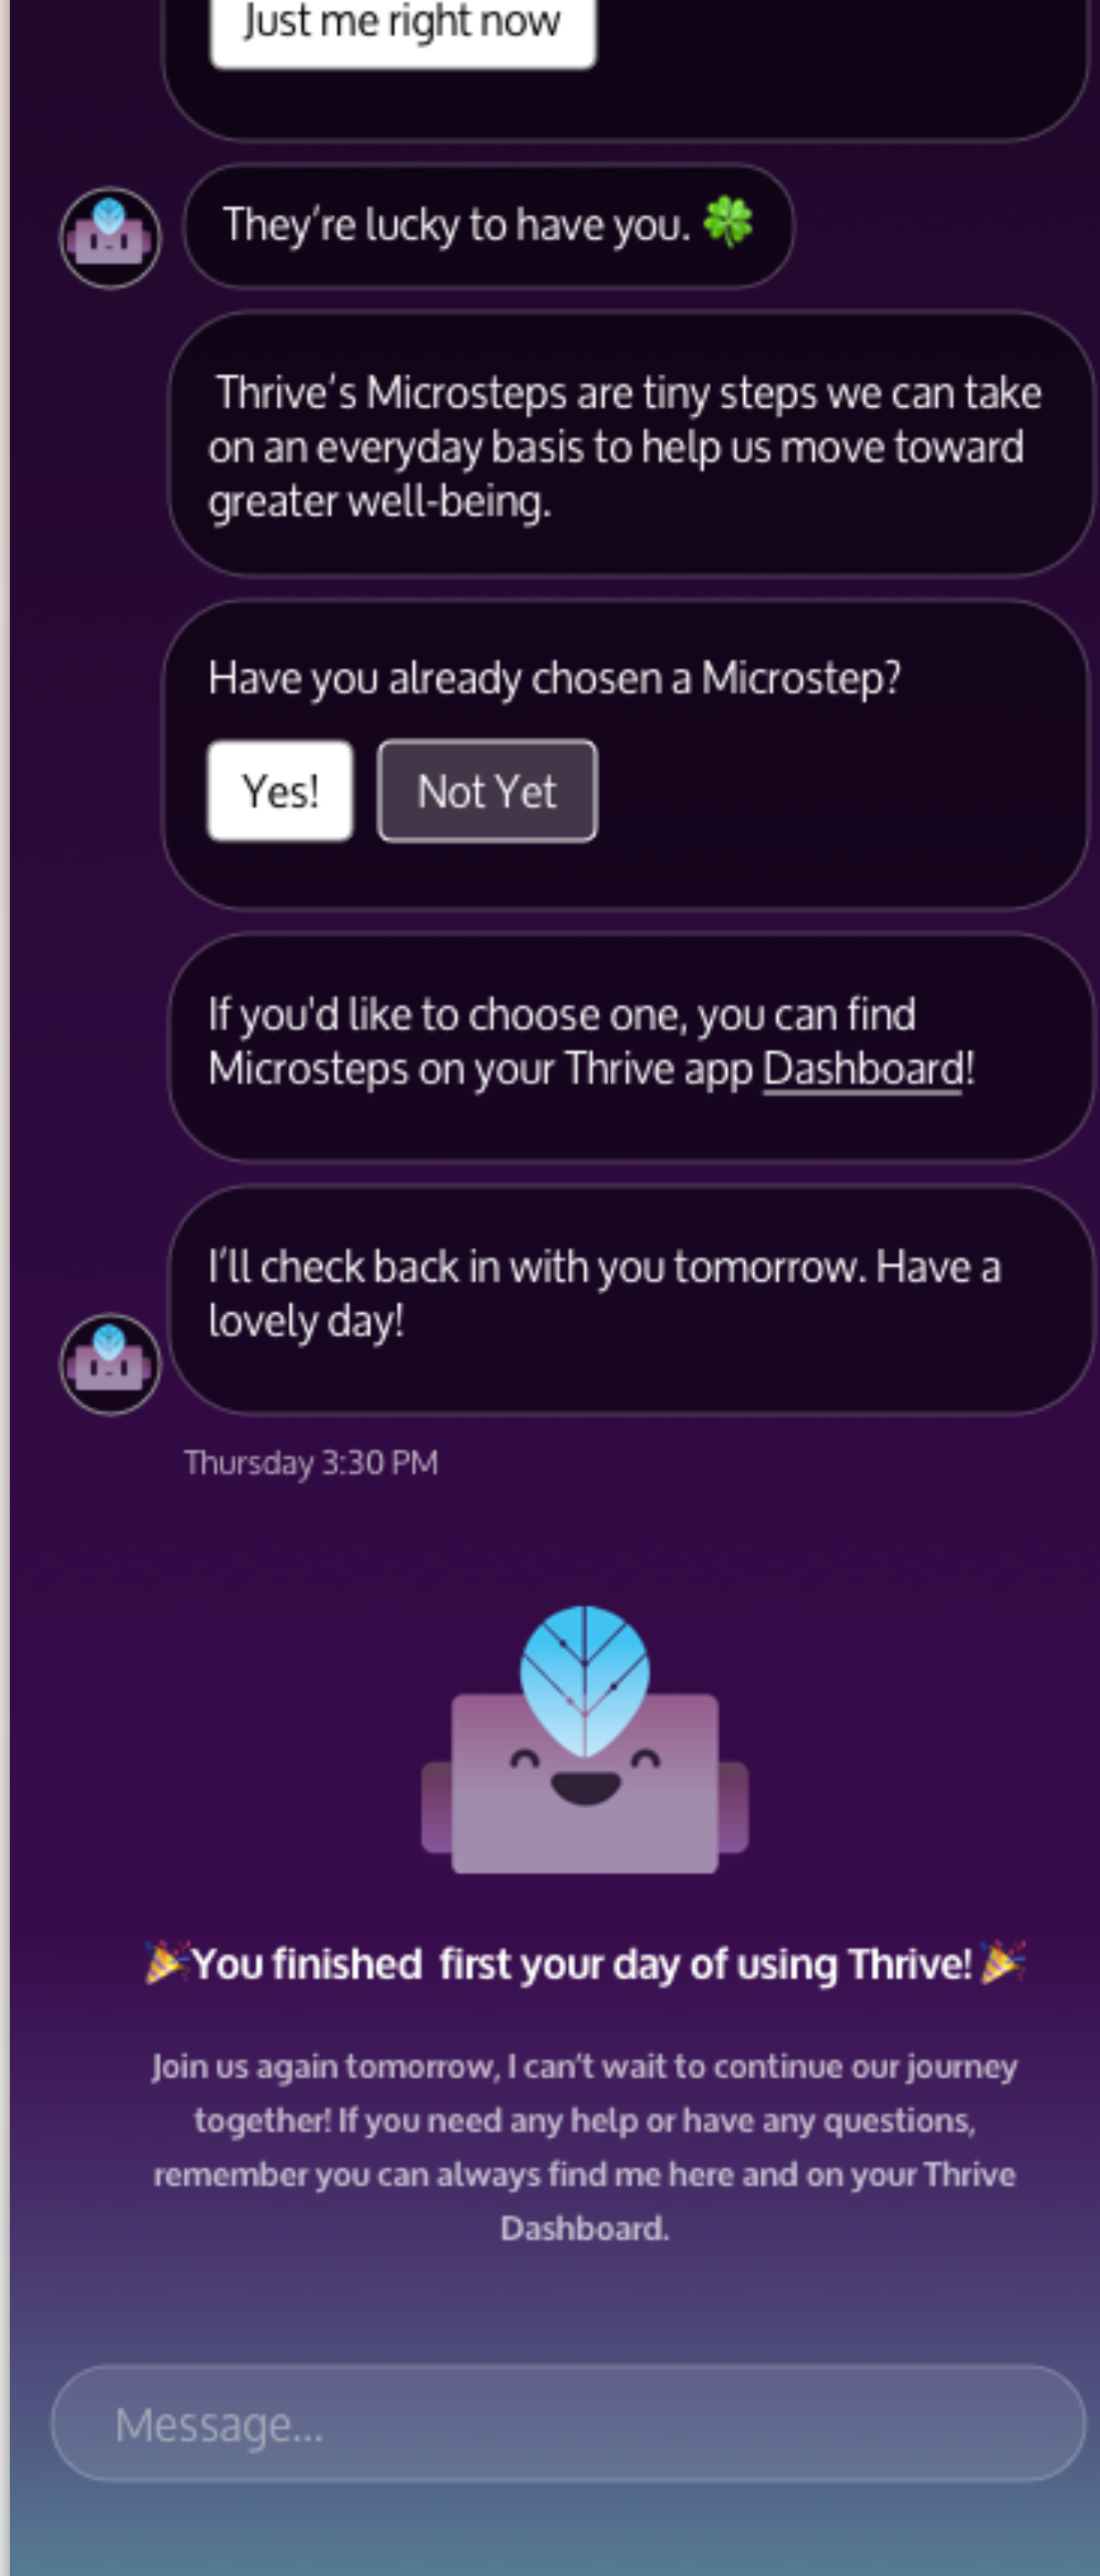 Just me right now
They’re lucky to have you. 🍀
Thrive’s Microsteps are tiny steps we can take
on an everyday basis to help us move toward
greater well-being.
Have you already chosen a Microstep?
Yes! Not Yet
If you'd like to choose one, you can find
Microsteps on your Thrive app Dashboard!
I’ll check back in with you tomorrow. Have a
lovely day!
Thursday 3:30 PM
🎉You finished  first your day of using Thrive!🎉
Join us again tomorrow, I can’t wait to continue our journey
together! If you need any help or have any questions,
remember you can always find me here and on your Thrive
Dashboard.
Message...